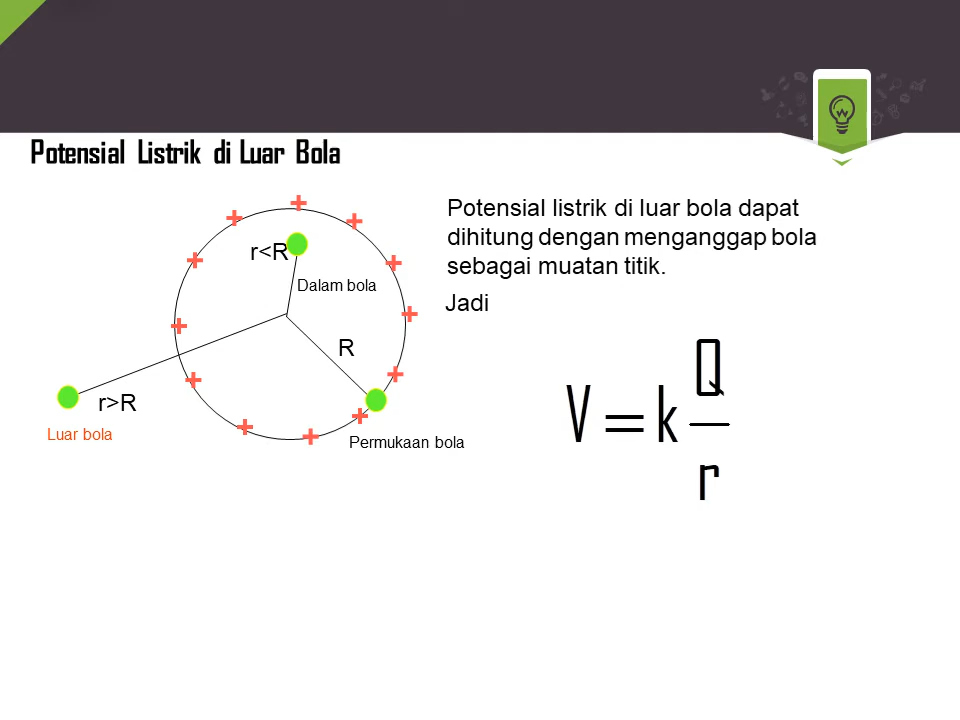 Potensial Listrik di Luar Bola
r<R
Dalam bola
R
r>R
Luar bola
Permukaan bola
Potensial listrik di luar bola dapat
dihitung dengan menganggap bola
sebagai muatan titik.
Jadi
V = k Q
r